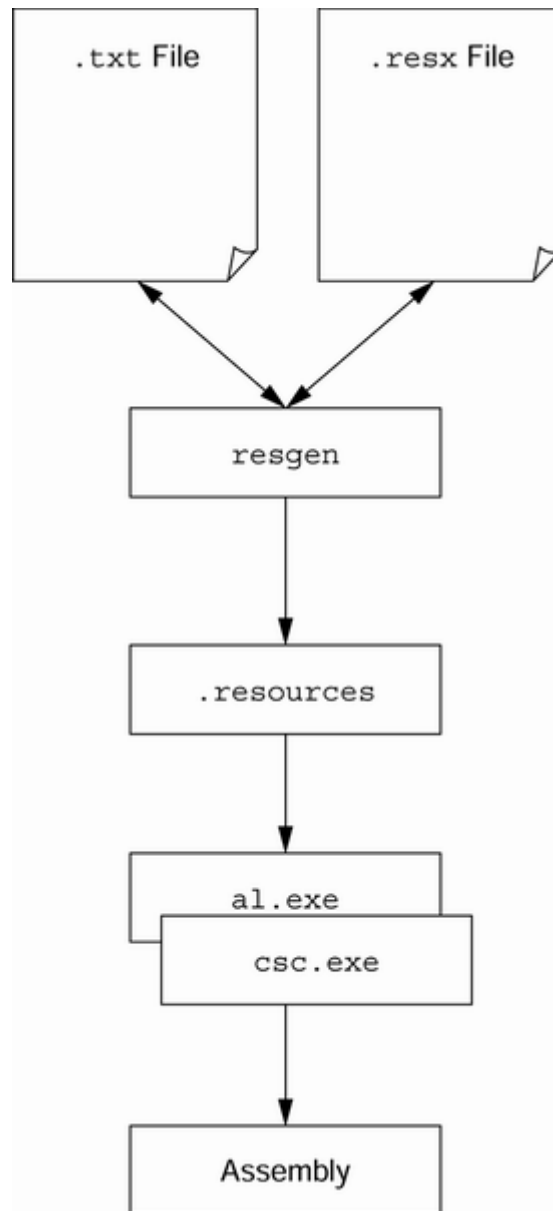 .txt File
.resx File
resgen
.resources
al.exe
csc.exe
Assembly